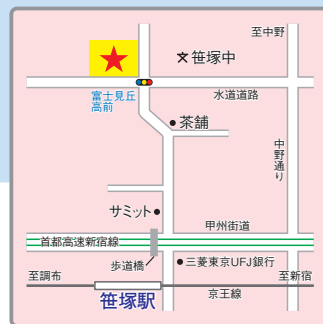 至中野
笹塚中
富士見丘
高前
水道道路
茶舗
中野通り
サミット
甲州街道
首都高速新宿線
歩道橋
三菱東京UFJ銀行
至調布
至新宿
京王線
笹塚駅